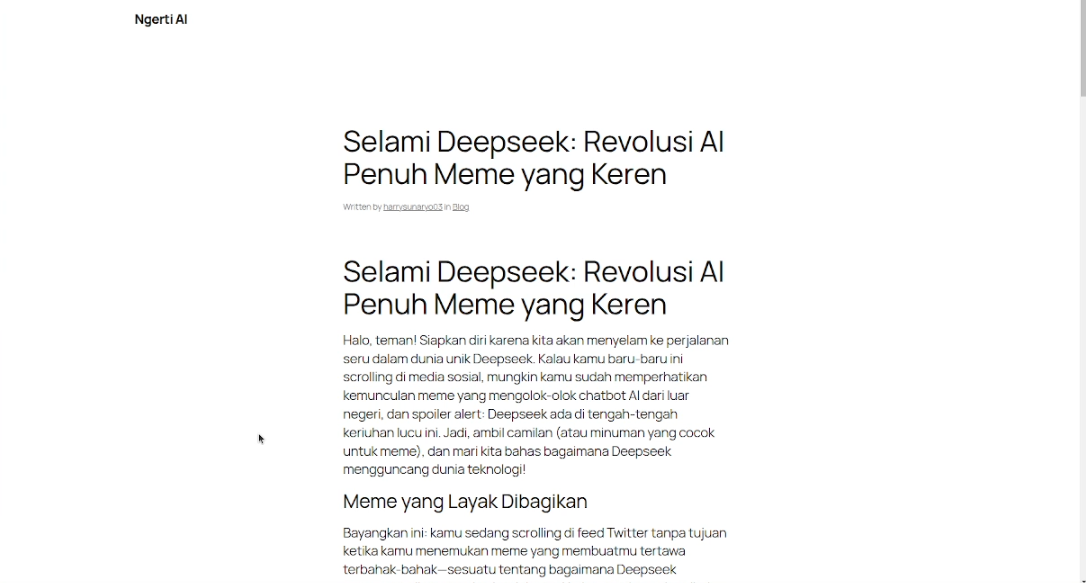 Ngerti AI
Selami Deepseek: Revolusi AI
Penuh Meme yang Keren
Written by harrysunaryo03 in Blog
Selami Deepseek: Revolusi AI
Penuh Meme yang Keren
Halo, teman! Siapkan diri karena kita akan menyelam ke perjalanan
seru dalam dunia unik Deepseek. Kalau kamu baru-baru ini
scrolling di media sosial, mungkin kamu sudah memperhatikan
kemunculan meme yang mengolok-olok chatbot AI dari luar
negeri, dan spoiler alert: Deepseek ada di tengah-tengah
keriuhan lucu ini. Jadi, ambil camilan (atau minuman yang cocok
untuk meme), dan mari kita bahas bagaimana Deepseek
mengguncang dunia teknologi!
Meme yang Layak Dibagikan
Bayangkan ini: kamu sedang scrolling di feed Twitter tanpa tujuan
ketika kamu menemukan meme yang membuatmu tertawa
terbahak-bahak—sesuatu tentang bagaimana Deepseek